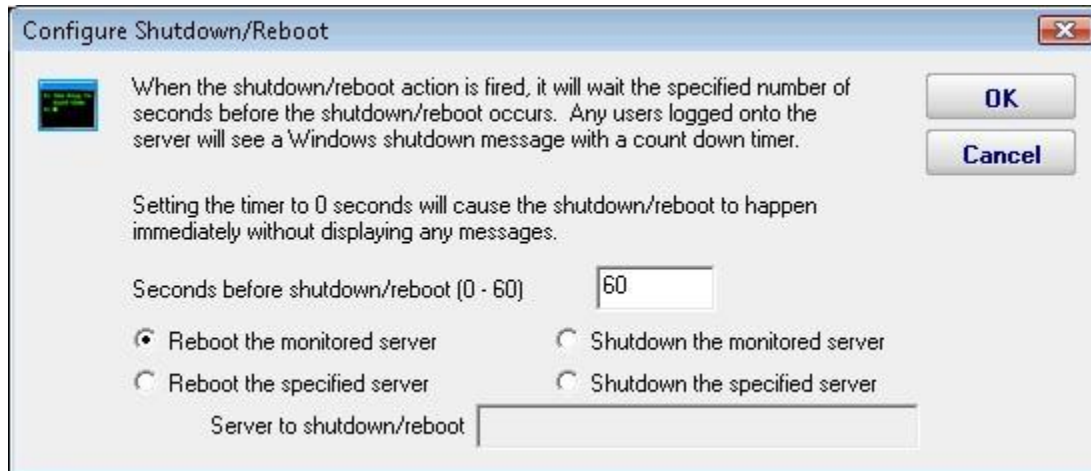 Configure Shutdown/Reboot
When the shutdown/reboot action is fired, it will wait the specified number of
seconds before the shutdown/reboot occurs. Any users logged onto the
server will see a Windows shutdown message with a count down timer.
OK
Cancel
Setting the timer to 0 seconds will cause the shutdown/reboot to happen
immediately without displaying any messages.
Seconds before shutdown/reboot (0 - 60) 60
Reboot the monitored server Shutdown the monitored server
Reboot the specified server Shutdown the specified server
Server to shutdown/reboot